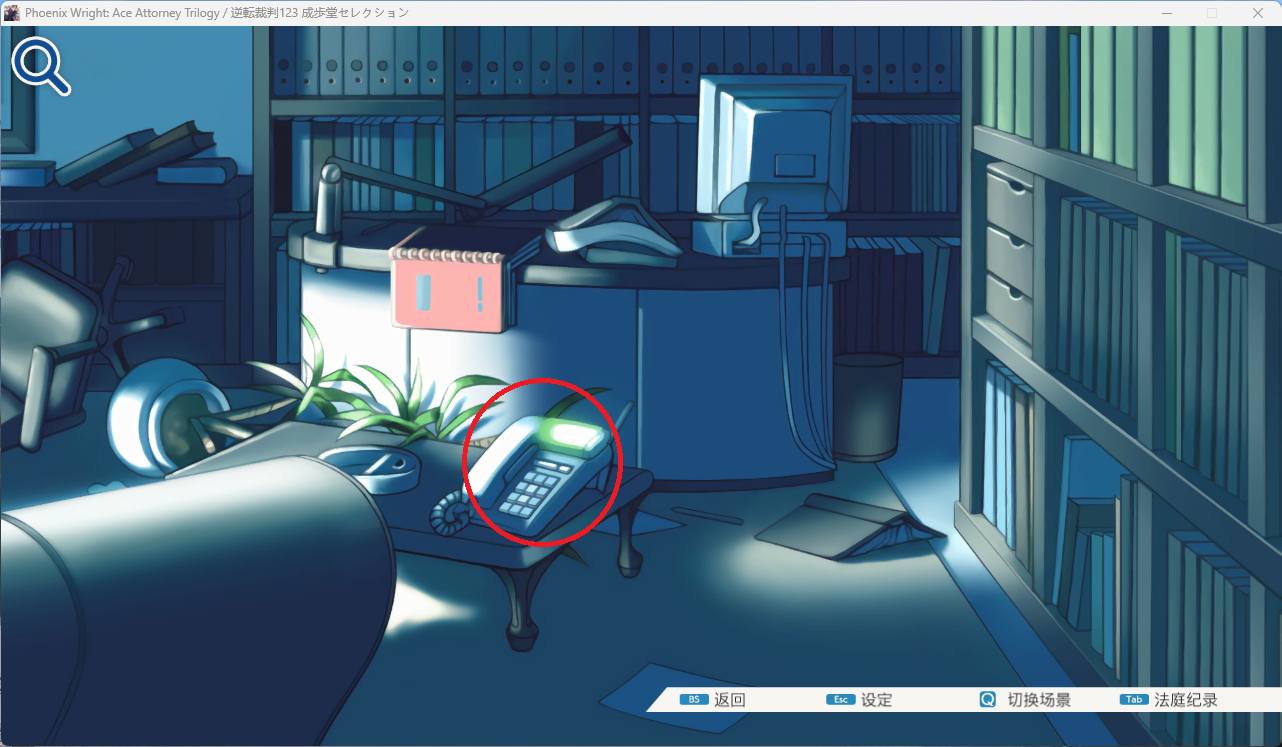 Phoenix Wright: Ace Attorney Trilogy / 逆転裁判123 成歩堂セレクション
BS 返回 Esc 设定 Q 切换场景 Tab 法庭纪录